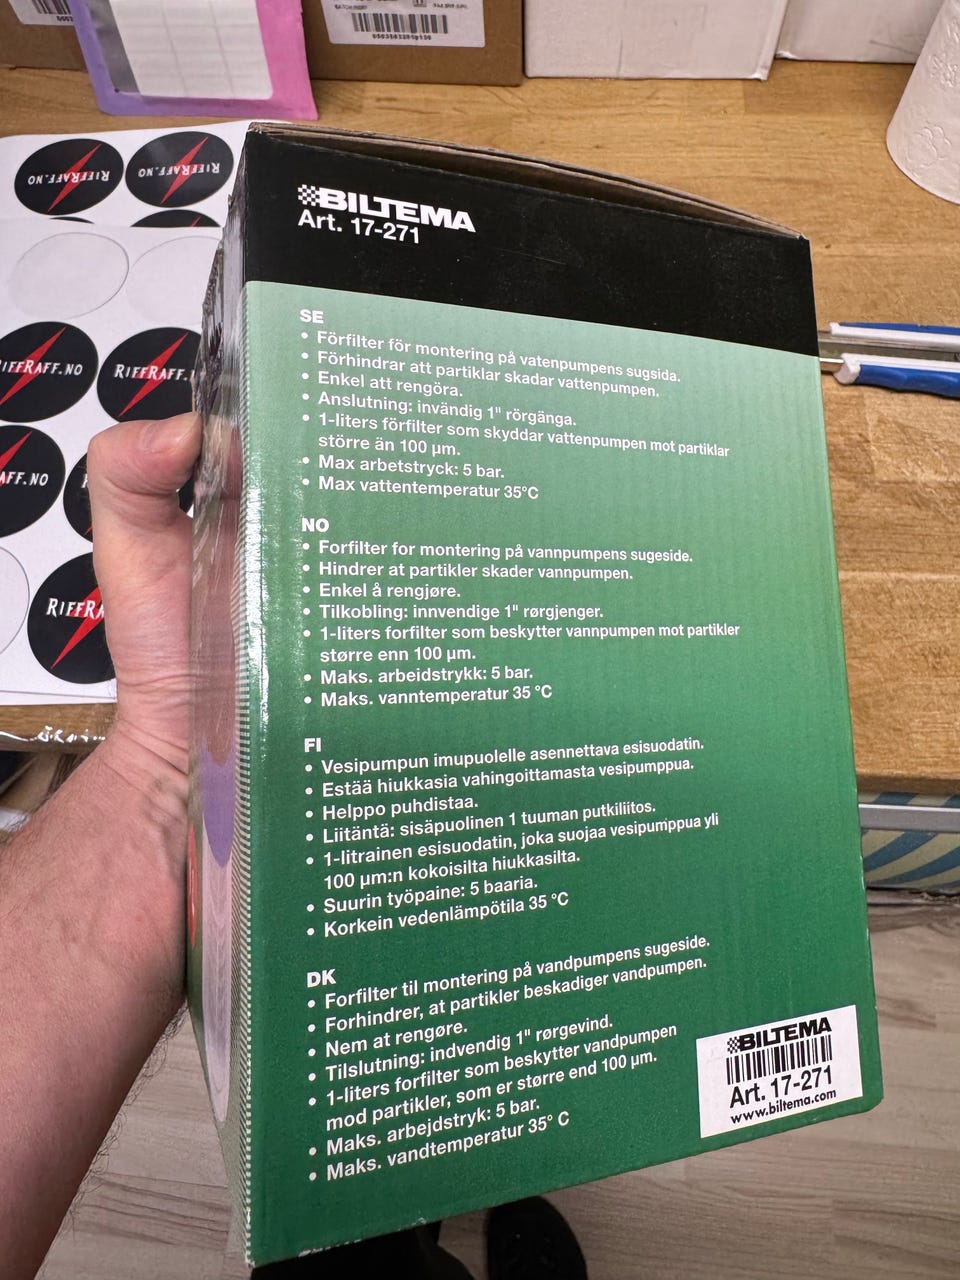 BILTEMA
Art. 17-271
SE
• Förfilter för montering på vatenpumpens sugsida.
• Förhindrar att partiklar skadar vattenpumpen.
• Enkel att rengöra.
• Anslutning: invändig 1" rörgänga.
• 1-liters förfilter som skyddar vattenpumpen mot partiklar
större än 100 µm.
• Max arbetstryck: 5 bar.
• Max vattentemperatur 35°C
NO
• Forfilter for montering på vannpumpens sugeside.
• Hindrer at partikler skader vannpumpen.
• Enkel å rengjøre.
• Tilkobling: innvendige 1" rørgjenger.
• 1-liters forfilter som beskytter vannpumpen mot partikler
større enn 100 µm.
• Maks. arbeidstrykk: 5 bar.
• Maks. vanntemperatur 35 °C
FI
• Vesipumpun imupuolelle asennettava esisuodatin.
• Estää hiukkasia vahingoittamasta vesipumppua.
• Helppo puhdistaa.
• Liitäntä: sisäpuolinen 1 tuuman putkiliitos.
• 1-litrainen esisuodatin, joka suojaa vesipumppua yli
100 µm:n kokoisilta hiukkasilta.
• Suurin työpaine: 5 baaria.
• Korkein vedenlämpötila 35 °C
DK
• Forfilter til montering på vandpumpens sugeside.
• Forhindrer, at partikler beskadiger vandpumpen.
• Nem at rengøre.
• Tilslutning: indvendig 1" rørgevind.
• 1-liters forfilter som beskytter vandpumpen
mod partikler, som er større end 100 µm.
• Maks. arbejdstryk: 5 bar.
• Maks. vandtemperatur 35° C
BILTEMA
Art. 17-271
www.biltema.com
RIFFRAFF.NO
RIFFRAFF.NO
RIFFRAFF.NO
RIFFRAFF.
AFF.NO
RIFFRA